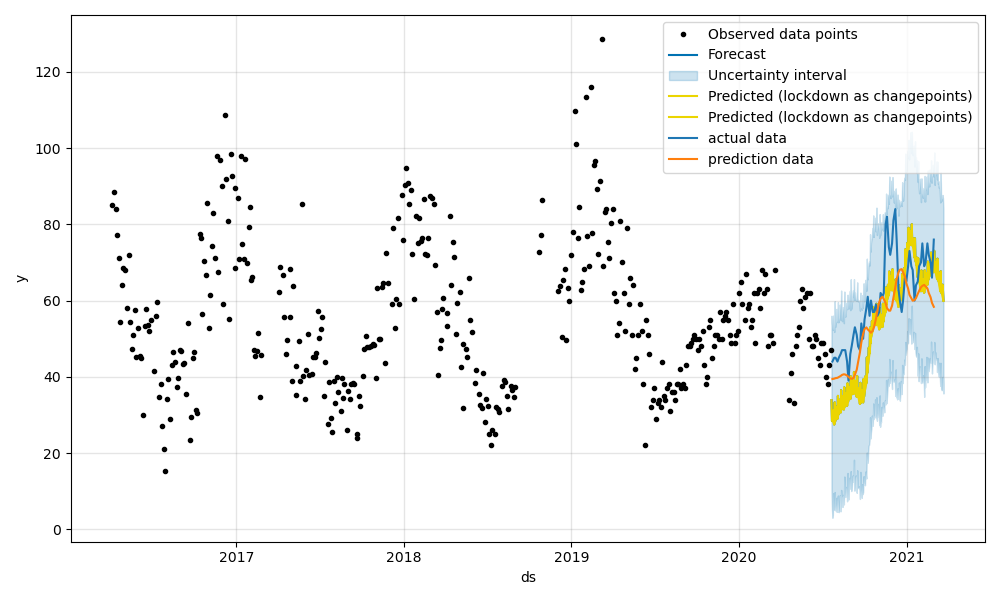 Observed data points
Forecast
Uncertainty interval
Predicted (lockdown as changepoints)
Predicted (lockdown as changepoints)
actual data
prediction data
120
100
80
60
40
20
0
y
2017
2018
2019
2020
2021
ds